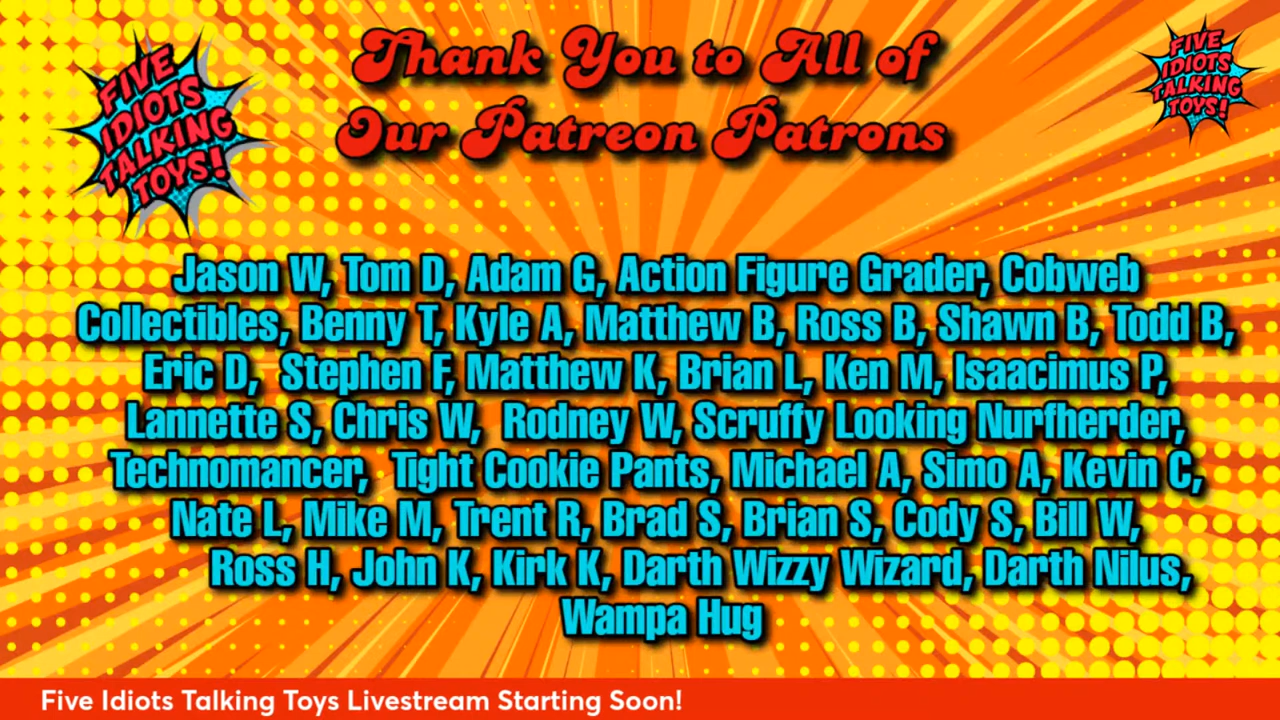 FIVE
IDIOTS
TALKING
TOYS!
Thank You to All of
Our Patreon Patrons
FIVE
IDIOTS
TALKING
TOYS!
Jason W, Tom D, Adam G, Action Figure Grader, Cobweb
Collectibles, Benny T, Kyle A, Matthew B, Ross B, Shawn B, Todd B,
Eric D, Stephen F, Matthew K, Brian L, Ken M, Isaacimus P,
Lannette S, Chris W, Rodney W, Scruffy Looking Nurfherder,
Technomancer, Tight Cookie Pants, Michael A, Simo A, Kevin C,
Nate L, Mike M, Trent R, Brad S, Brian S, Cody S, Bill W,
Ross H, John K, Kirk K, Darth Wizzy Wizard, Darth Nilus,
Wampa Hug
Five Idiots Talking Toys Livestream Starting Soon!